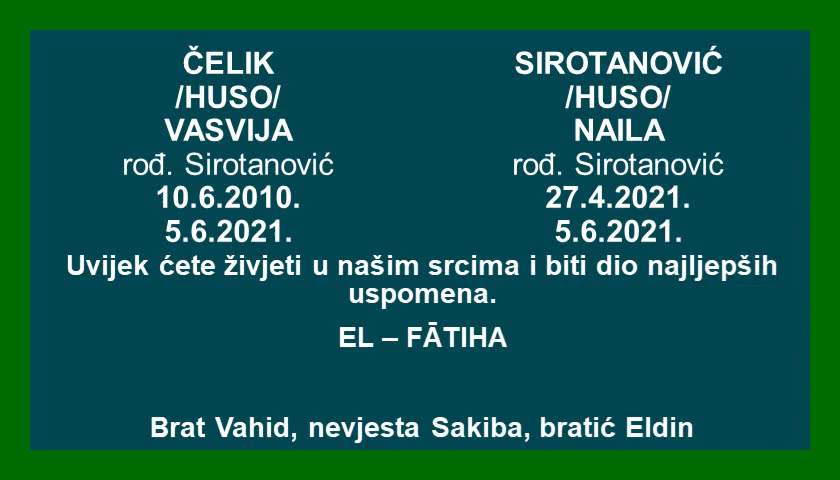 ČELIK
/HUSO/
VASVIJA
rođ. Sirotanović
10.6.2010.
5.6.2021.
SIROTANOVIĆ
/HUSO/
NAILA
rođ. Sirotanović
27.4.2021.
5.6.2021.
Uvijek ćete živjeti u našim srcima i biti dio najljepših
uspomena.
EL – FĀTIHA
Brat Vahid, nevjesta Sakiba, bratić Eldin